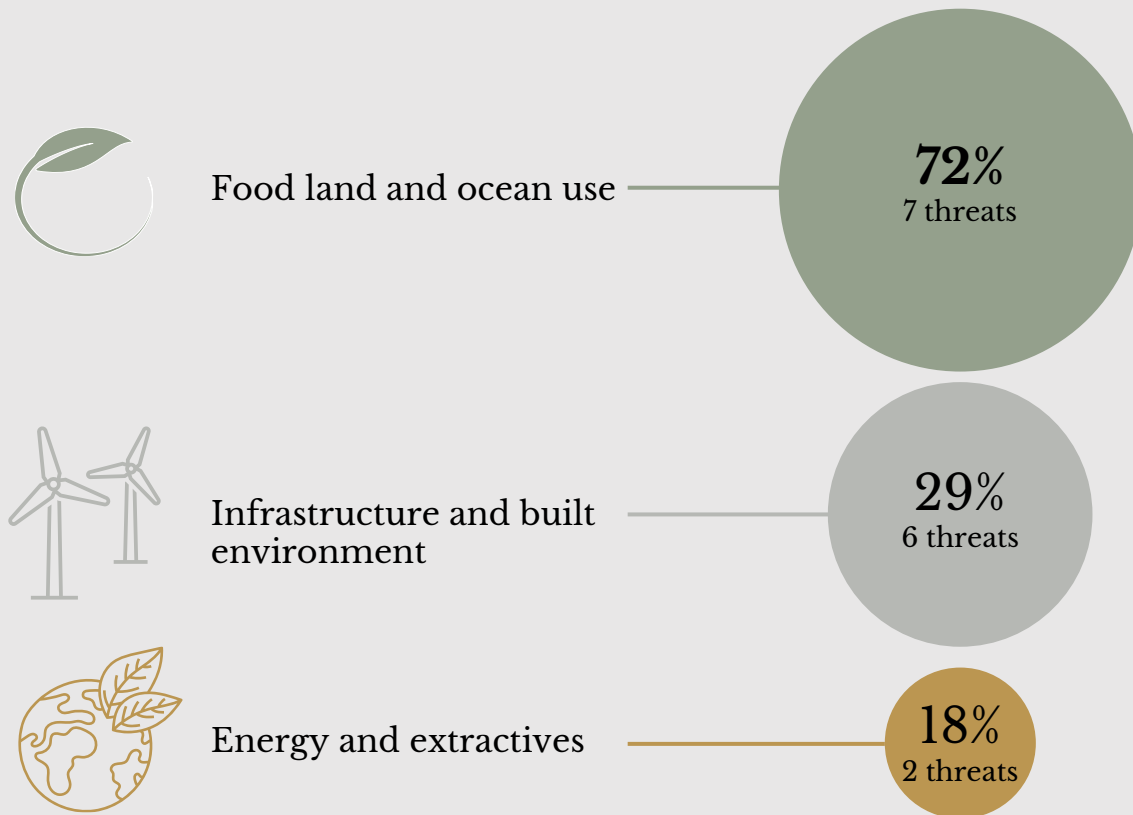 Food land and ocean use
72%
7 threats
Infrastructure and built
environment
29%
6 threats
Energy and extractives
18%
2 threats